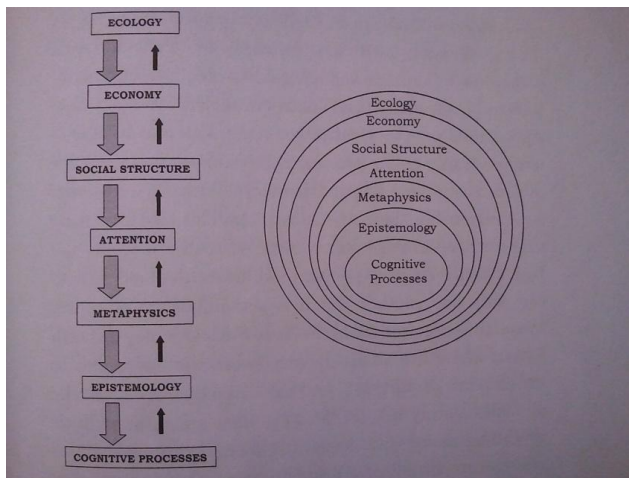 ECOLOGY
ECONOMY
SOCIAL STRUCTURE
ATTENTION
METAPHYSICS
EPISTEMOLOGY
COGNITIVE PROCESSES
Ecology
Economy
Social Structure
Attention
Metaphysics
Epistemology
Cognitive
Processes